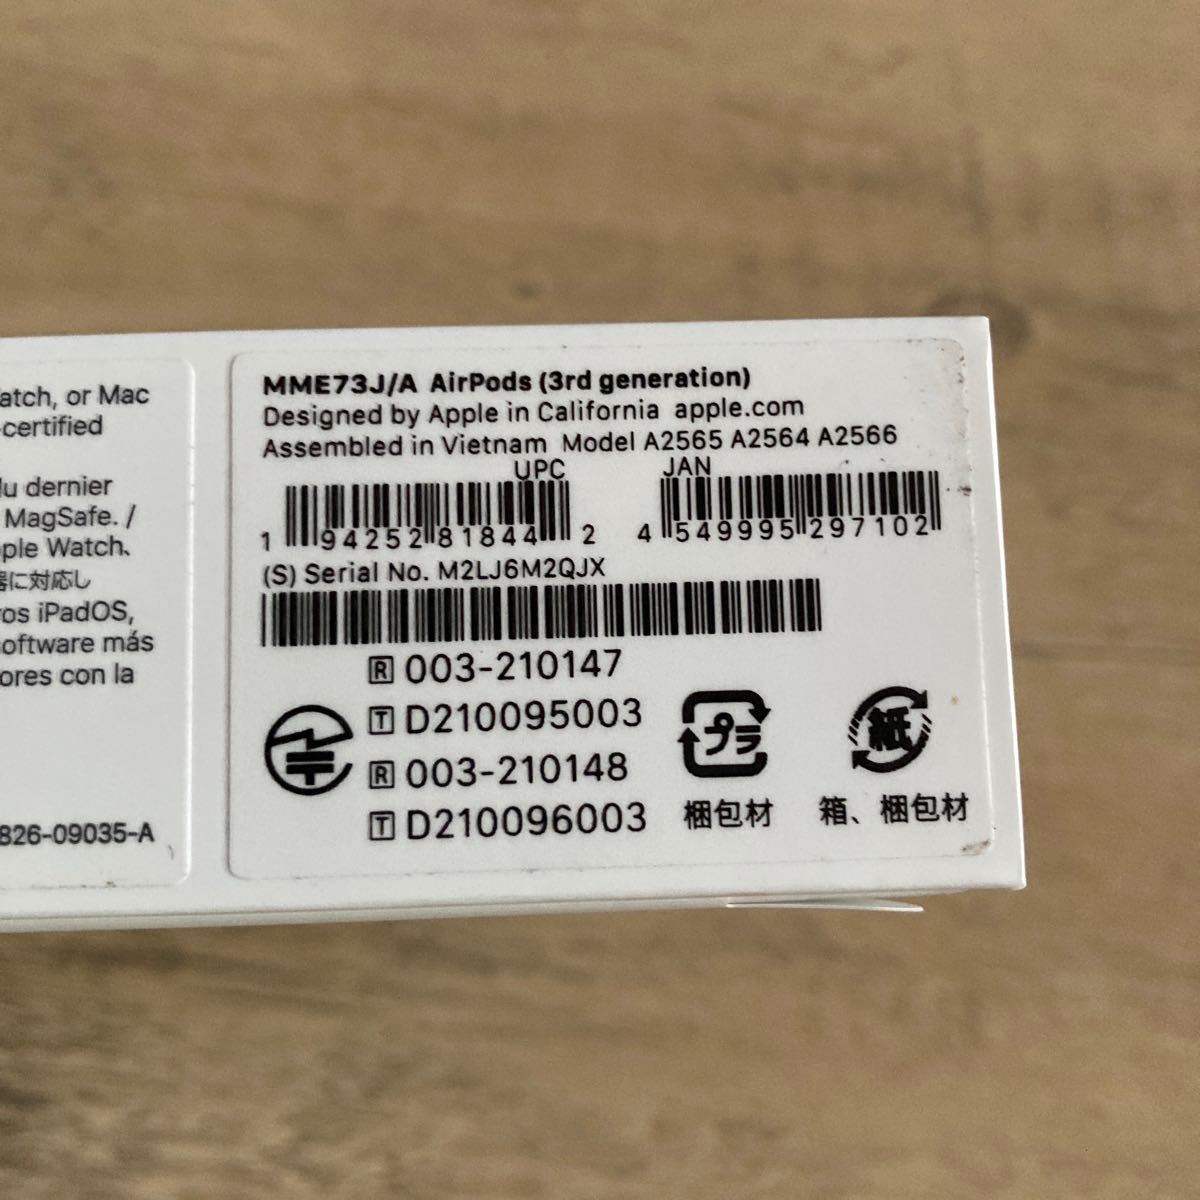 atch, or Mac
-certified
du dernier
MagSafe. /
pple Watch、
器に対応し
ros iPadOS,
software más
ores con la
826-09035-A
MME73J/A AirPods (3rd generation)
Designed by Apple in California apple.com
Assembled in Vietnam Model A2565 A2564 A2566
UPC JAN
1 94252 81844 2 4 549995 297102
(S) Serial No. M2LJ6M2QJX
R 003-210147
T D210095003
R 003-210148
T D210096003
プラ
梱包材
紙
箱、梱包材